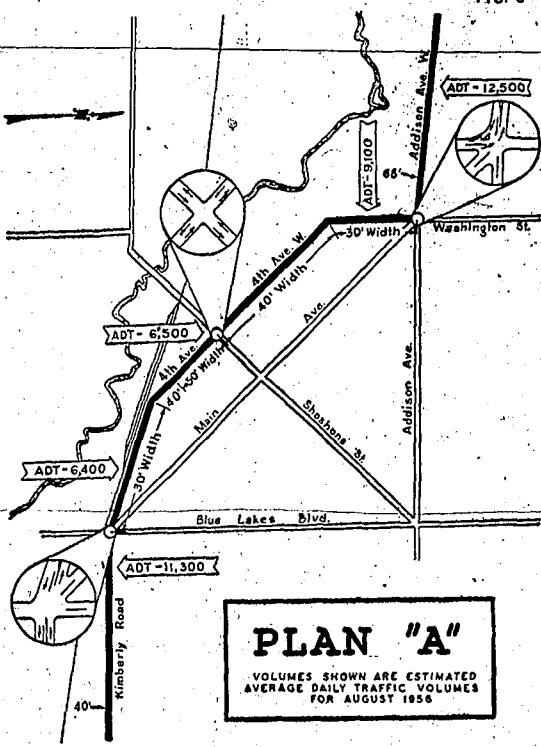 Addison Ave. W.
ADT-12,500
ADT-9,100
66'
30' Width
Washington St.
4th Ave. W.
40' Width
ADT-6,500
4th Ave.
40'-50' Width
Main
Ave.
Shoshone St.
Addison Ave.
ADT-6,400
30' Width
Blue Lakes Blvd.
ADT-11,300
Kimberly Road
40'
PLAN "A"
VOLUMES SHOWN ARE ESTIMATED
AVERAGE DAILY TRAFFIC VOLUMES
FOR AUGUST 1956